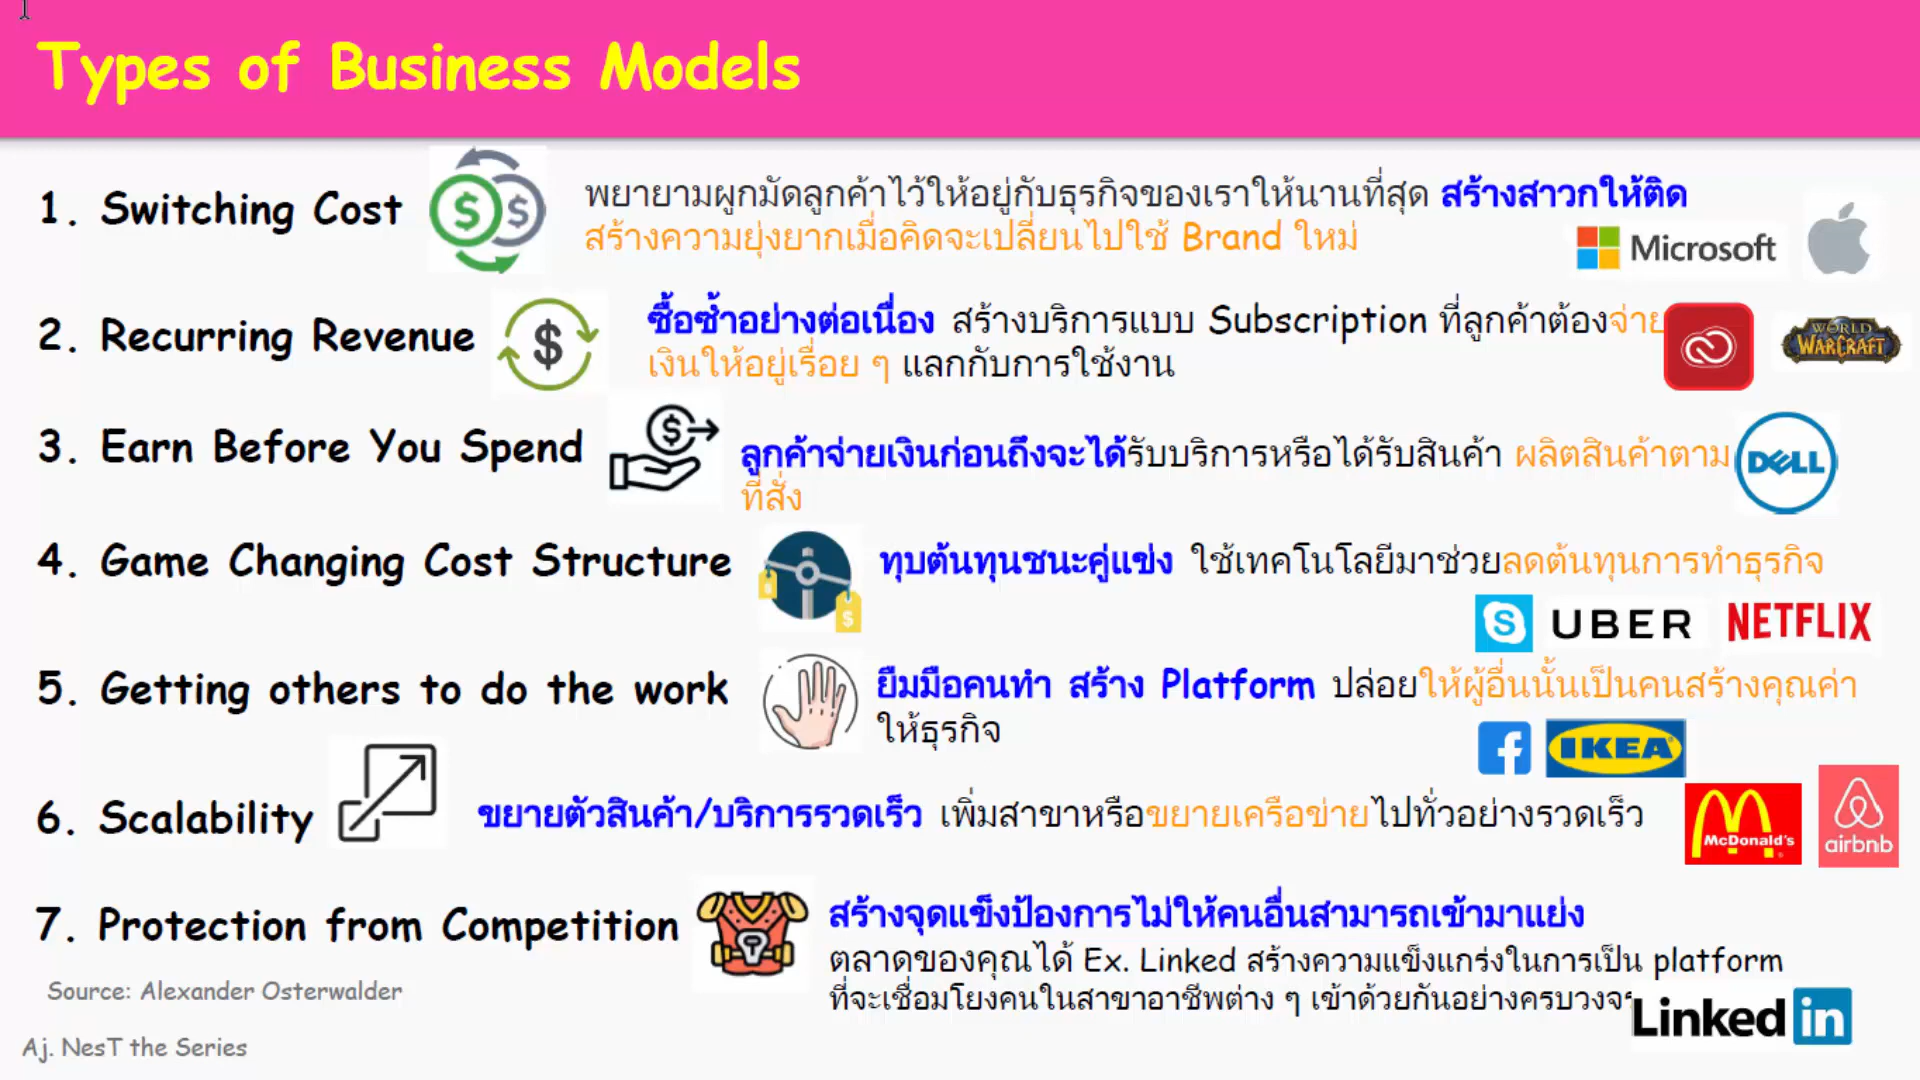 Types of Business Models
1. Switching Cost
พยายามผูกมัดลูกค้าไว้ให้อยู่กับธุรกิจของเราให้นานที่สุด สร้างสาวกให้ติด
สร้างความยุ่งยากเมื่อคิดจะเปลี่ยนไปใช้ Brand ใหม่
Microsoft
2. Recurring Revenue
ซื้อซ้ำอย่างต่อเนื่อง สร้างบริการแบบ Subscription ที่ลูกค้าต้องจ่าย
เงินให้อยู่เรื่อย ๆ แลกกับการใช้งาน
WORLD
WARCRAFT
3. Earn Before You Spend
ลูกค้าจ่ายเงินก่อนถึงจะได้รับบริการหรือได้รับสินค้า ผลิตสินค้าตาม
ที่สั่ง
DELL
4. Game Changing Cost Structure
ทุบต้นทุนชนะคู่แข่ง ใช้เทคโนโลยีมาช่วยลดต้นทุนการทำธุรกิจ
UBER
NETFLIX
5. Getting others to do the work
ยืมมือคนทำ สร้าง Platform ปล่อยให้ผู้อื่นนั้นเป็นคนสร้างคุณค่า
ให้ธุรกิจ
IKEA
6. Scalability
ขยายตัวสินค้า/บริการรวดเร็ว เพิ่มสาขาหรือขยายเครือข่ายไปทั่วอย่างรวดเร็ว
McDonald's
airbnb
7. Protection from Competition
สร้างจุดแข็งป้องการไม่ให้คนอื่นสามารถเข้ามาแย่ง
ตลาดของคุณได้ Ex. Linked สร้างความแข็งแกร่งในการเป็น platform
ที่จะเชื่อมโยงคนในสาขาอาชีพต่าง ๆ เข้าด้วยกันอย่างครบวงจร
Linked in
Source: Alexander Osterwalder
Aj. NesT the Series